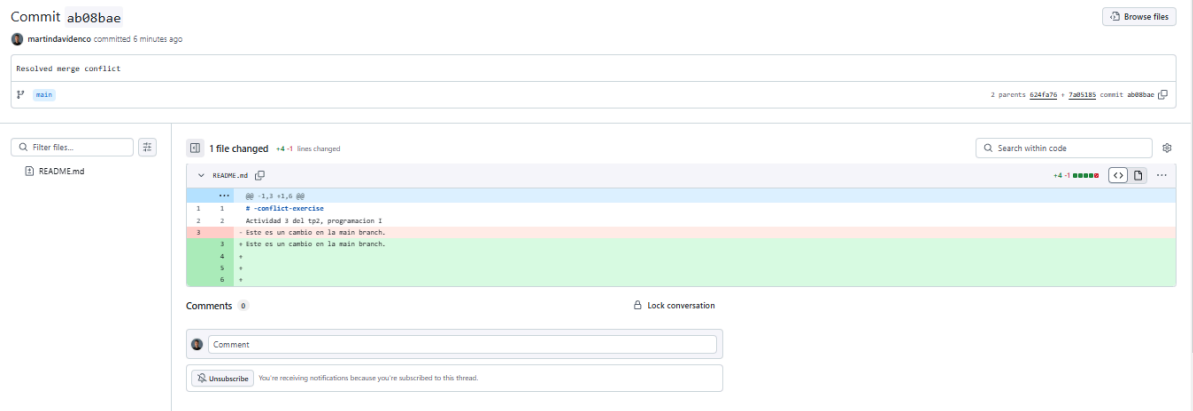 Commit ab08bae
Browse files
martindavidenco committed 6 minutes ago
Resolved merge conflict
main
2 parents 624fa76 + 7a05185 commit ab08bae
Filter files...
README.md
1 file changed +4 -1 lines changed
Search within code
README.md
+4 -1
... @@ -1,3 +1,6 @@
1 1 # -conflict-exercise
2 2 Actividad 3 del tp2, programacion I
3 - Este es un cambio en la main branch.
3 + Este es un cambio en la main branch.
4 +
5 +
6 +
Comments 0
Lock conversation
Comment
Unsubscribe You're receiving notifications because you're subscribed to this thread.